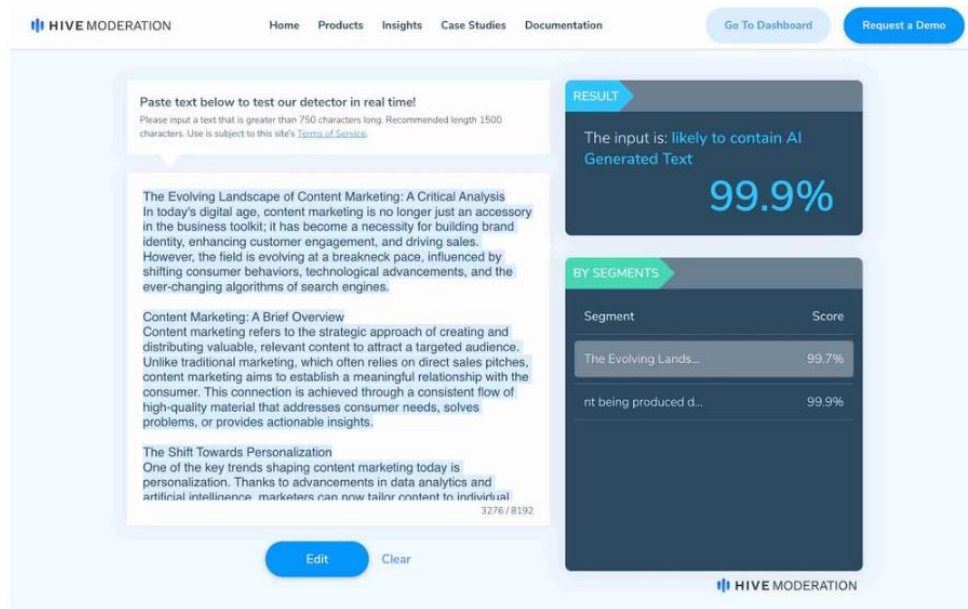 HIVE MODERATION
Home Products Insights Case Studies Documentation
Go To Dashboard
Request a Demo
Paste text below to test our detector in real time!
Please input a text that is greater than 750 characters long. Recommended length 1500
characters. Use is subject to this site's Terms of Service.
The Evolving Landscape of Content Marketing: A Critical Analysis
In today's digital age, content marketing is no longer just an accessory
in the business toolkit; it has become a necessity for building brand
identity, enhancing customer engagement, and driving sales.
However, the field is evolving at a breakneck pace, influenced by
shifting consumer behaviors, technological advancements, and the
ever-changing algorithms of search engines.
Content Marketing: A Brief Overview
Content marketing refers to the strategic approach of creating and
distributing valuable, relevant content to attract a targeted audience.
Unlike traditional marketing, which often relies on direct sales pitches,
content marketing aims to establish a meaningful relationship with the
consumer. This connection is achieved through a consistent flow of
high-quality material that addresses consumer needs, solves
problems, or provides actionable insights.
The Shift Towards Personalization
One of the key trends shaping content marketing today is
personalization. Thanks to advancements in data analytics and
artificial intelligence, marketers can now tailor content to individual
3276/8192
Edit
Clear
RESULT
The input is: likely to contain AI
Generated Text
99.9%
BY SEGMENTS
Segment Score
The Evolving Lands... 99.7%
nt being produced d... 99.9%
HIVE MODERATION